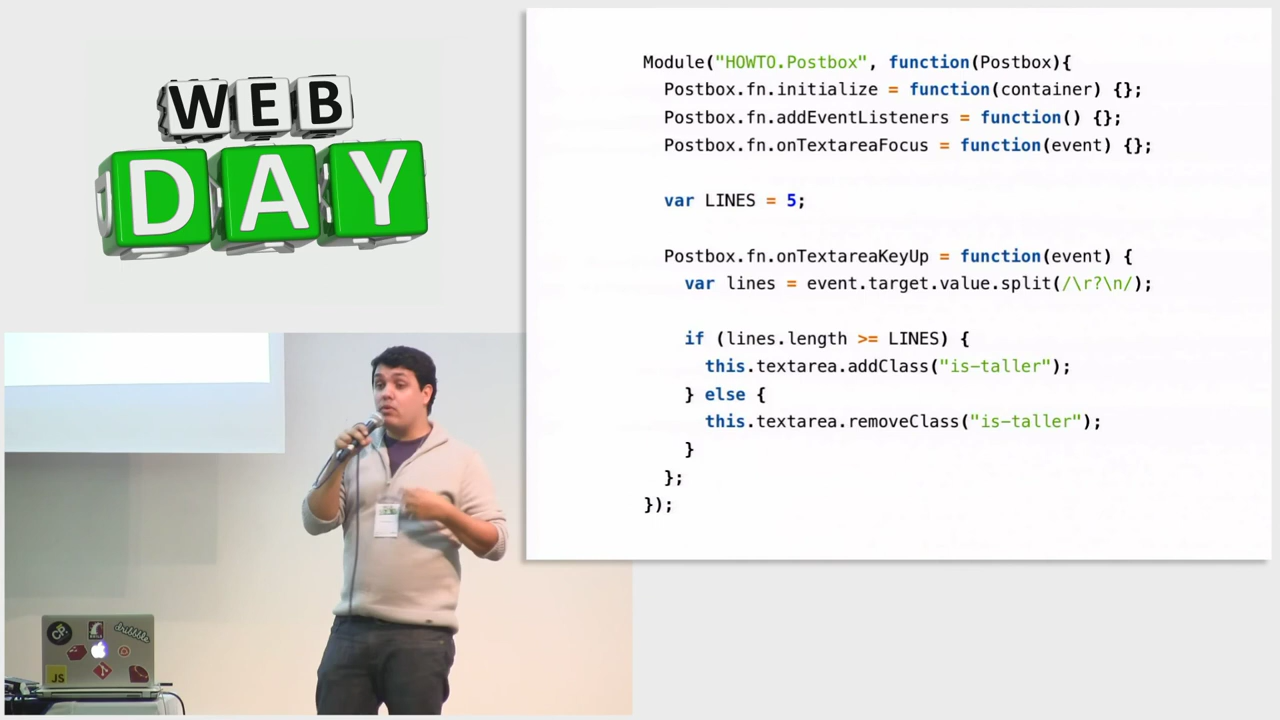 WEB
DAY
Module("HOWTO.Postbox", function(Postbox){
  Postbox.fn.initialize = function(container) {};
  Postbox.fn.addEventListeners = function() {};
  Postbox.fn.onTextareaFocus = function(event) {};
  var LINES = 5;
  Postbox.fn.onTextareaKeyUp = function(event) {
    var lines = event.target.value.split(/\r?\n/);
    if (lines.length >= LINES) {
      this.textarea.addClass("is-taller");
    } else {
      this.textarea.removeClass("is-taller");
    }
  };
});
dribbble
JS